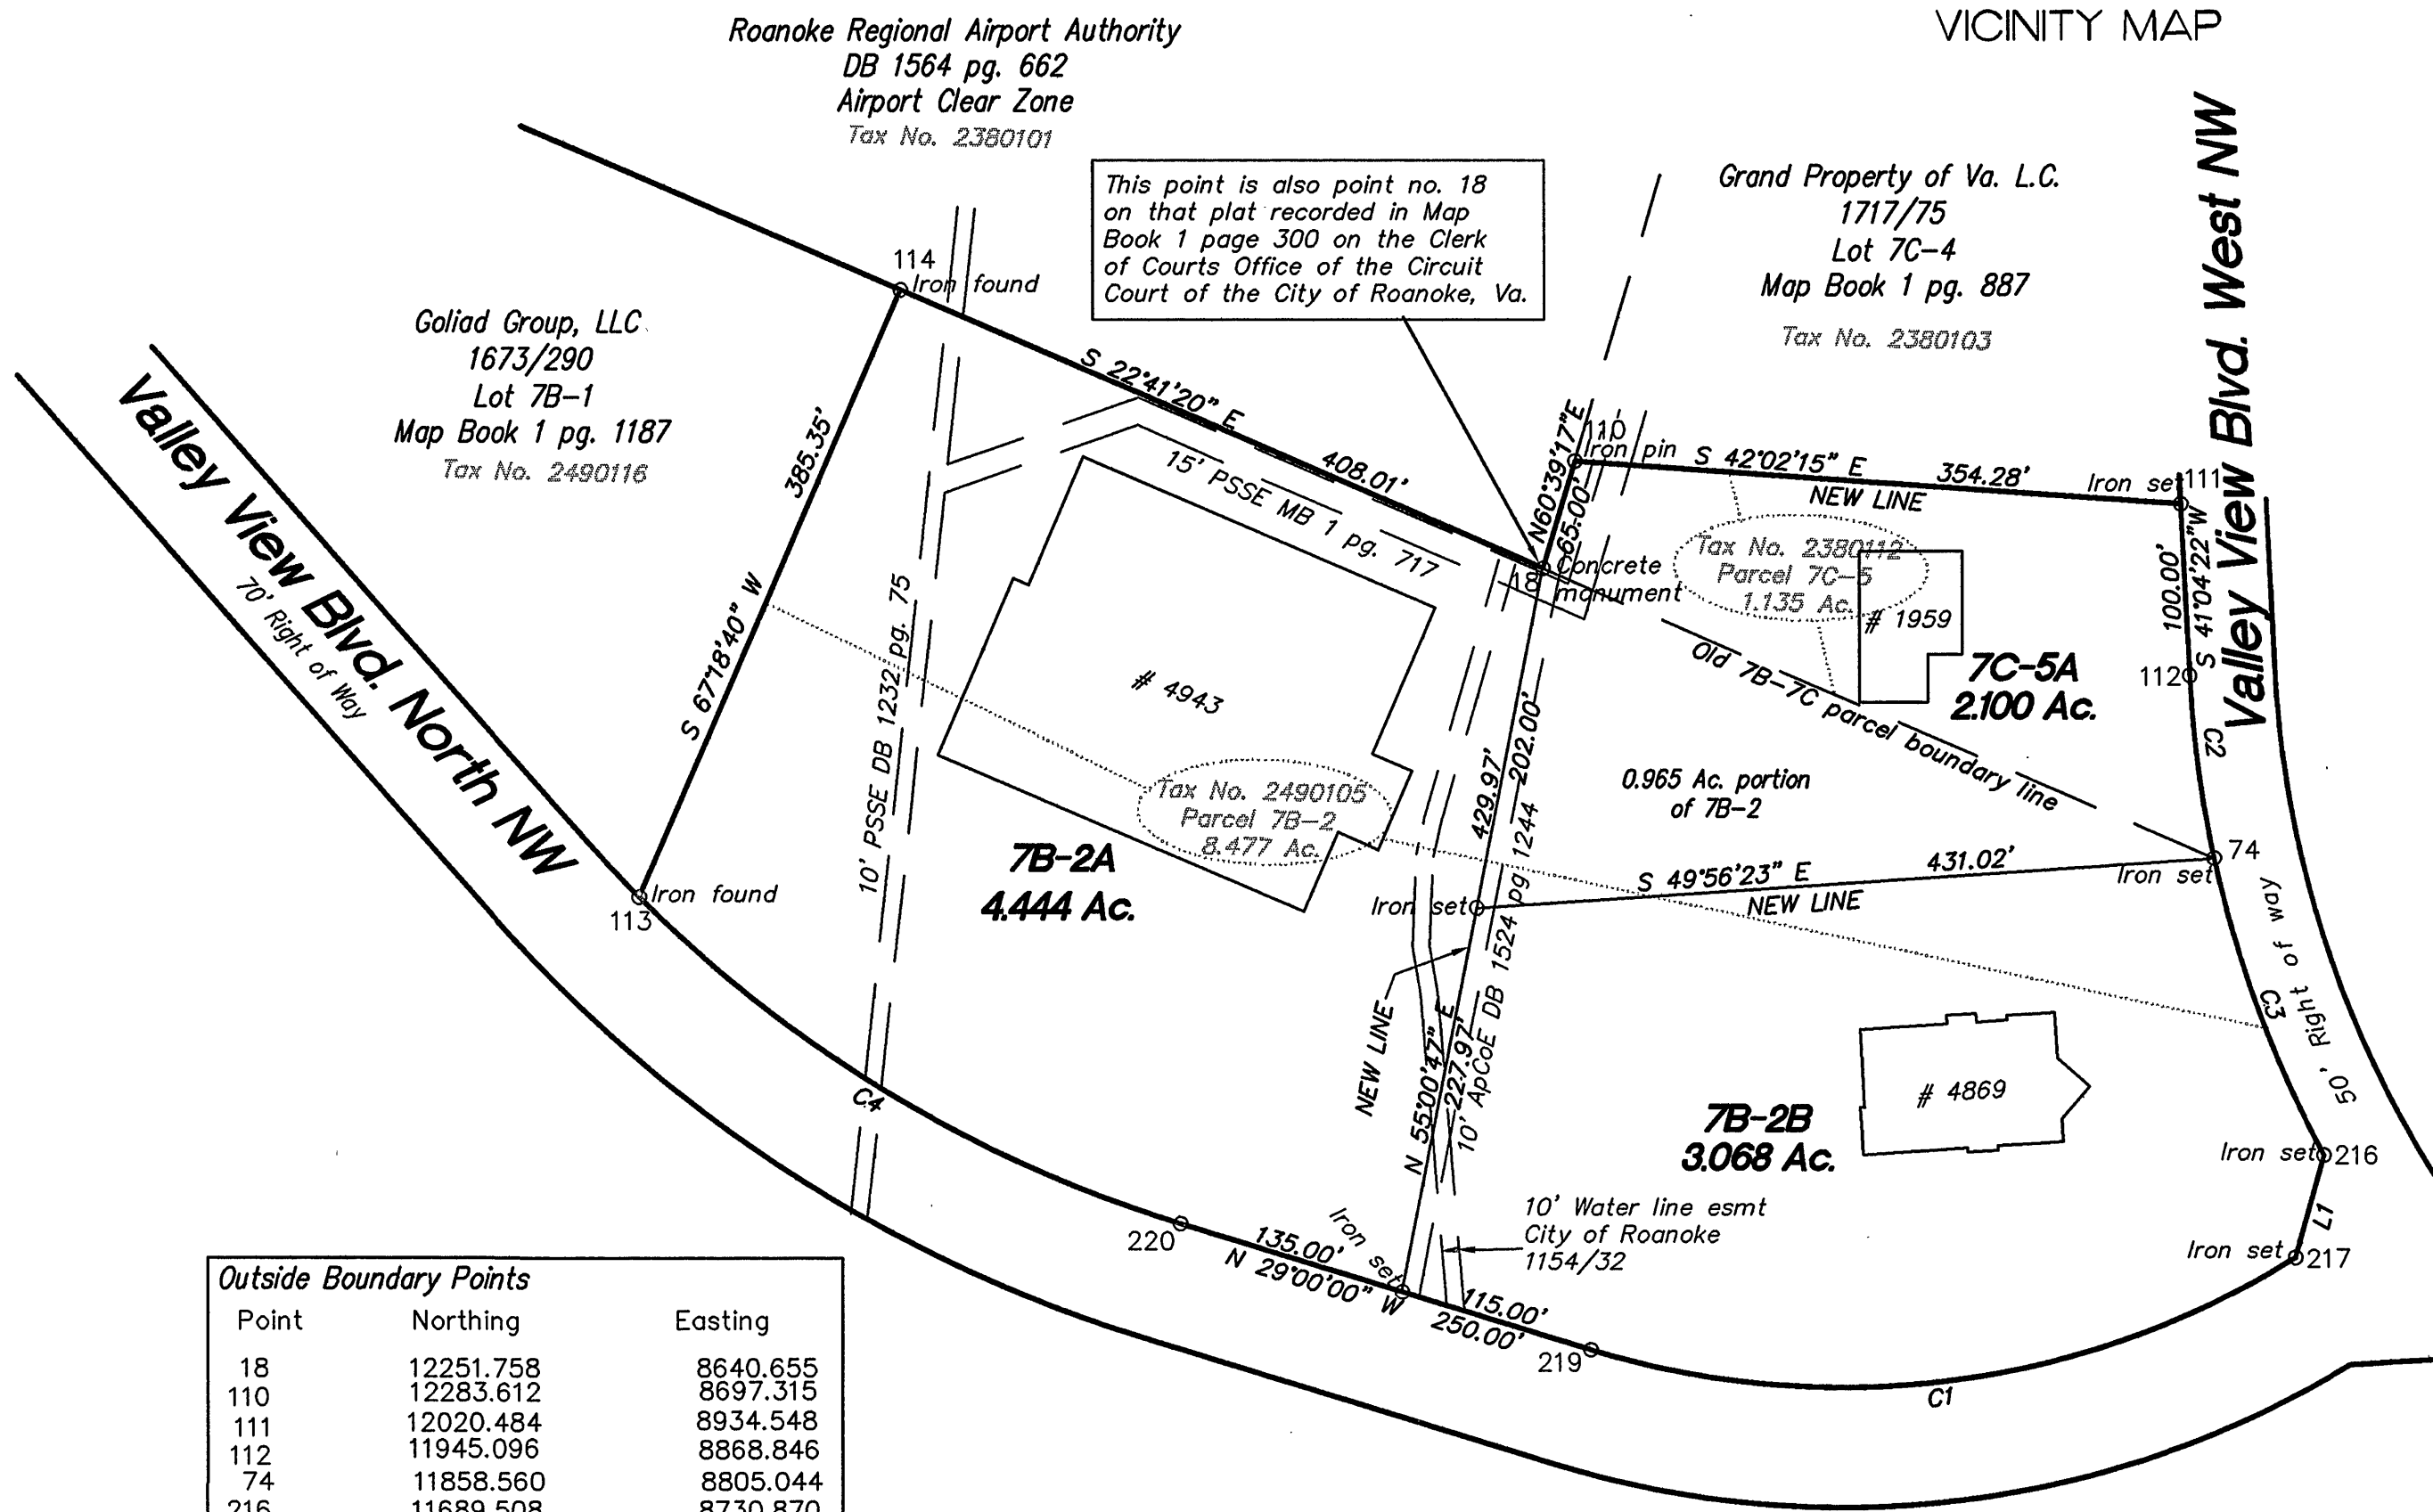 VICINITY MAP
Roanoke Regional Airport Authority
DB 1564 pg. 662
Airport Clear Zone
Tax No. 2380101
This point is also point no. 18
on that plat recorded in Map
Book 1 page 300 on the Clerk
of Courts Office of the Circuit
Court of the City of Roanoke, Va.
Grand Property of Va. L.C.
1717/75
Lot 7C-4
Map Book 1 pg. 887
Tax No. 2380103
Valley View Blvd. West NW
Goliad Group, LLC
1673/290
Lot 7B-1
Map Book 1 pg. 1187
Tax No. 2490116
Valley View Blvd. North NW
70' Right of Way
114
Iron found
S 22°41'20" E
408.01'
385.35'
S 67°18'40" W
15' PSSE MB 1 pg. 717
10' PSSE DB 1232 pg. 75
N60°39'17"E
65.00'
110
Iron pin
S 42°02'15" E
354.28'
NEW LINE
Iron set
111
100.00'
S 41°04'22"W
112
C2
18
Concrete
monument
Tax No. 2380112
Parcel 7C-5
1.135 Ac.
# 1959
7C-5A
2.100 Ac.
Old 7B-7C parcel boundary line
0.965 Ac. portion
of 7B-2
# 4943
Tax No. 2490105
Parcel 7B-2
8.477 Ac.
7B-2A
4.444 Ac.
429.97'
202.00'
10' ApCoE DB 1524 pg 1244
Iron set
S 49°56'23" E
431.02'
NEW LINE
Iron set
74
50' Right of way
C3
113
Iron found
C4
NEW LINE
N 55°00'47" E
227.97'
# 4869
7B-2B
3.068 Ac.
Iron set
216
L1
Iron set
217
10' Water line esmt
City of Roanoke
1154/32
220
135.00'
N 29°00'00" W
Iron set
115.00'
250.00'
219
C1
Outside Boundary Points
Point Northing Easting
18 12251.758 8640.655
110 12283.612 8697.315
111 12020.484 8934.548
112 11945.096 8868.846
74 11858.560 8805.044
216 11689.508 8730.870